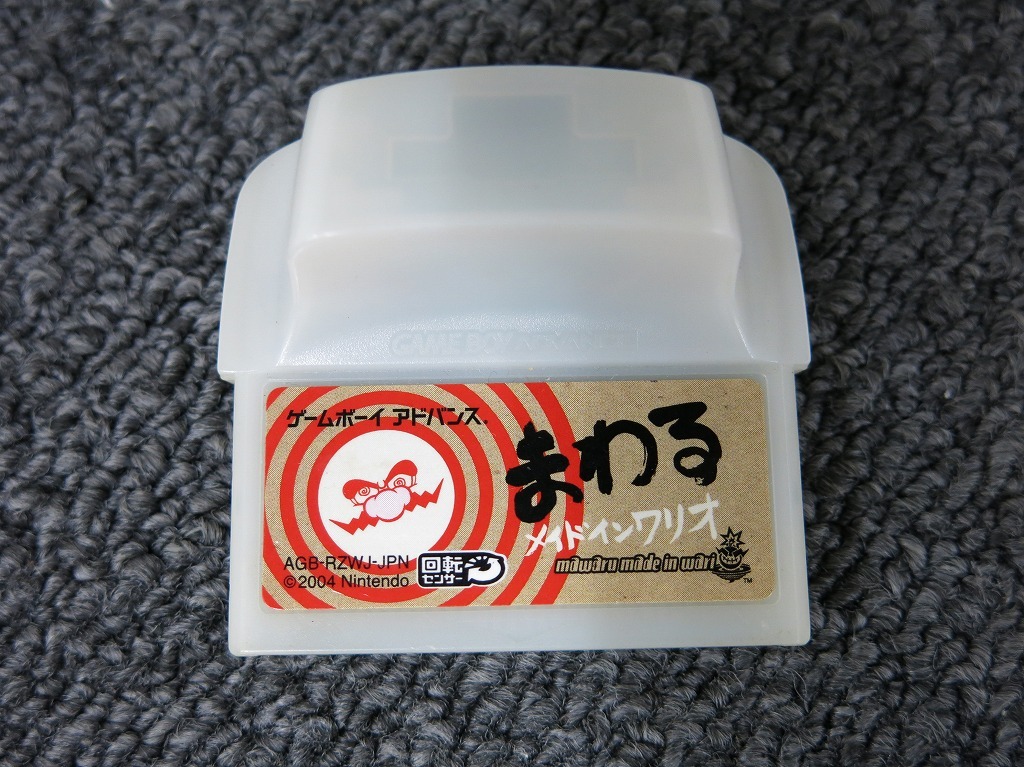 GAME BOY ADVANCE
ゲームボーイ アドバンス.
まわる
メイドインワリオ
mawaru made in wari
AGB-RZWJ-JPN
©2004 Nintendo
回転
センサー
TM